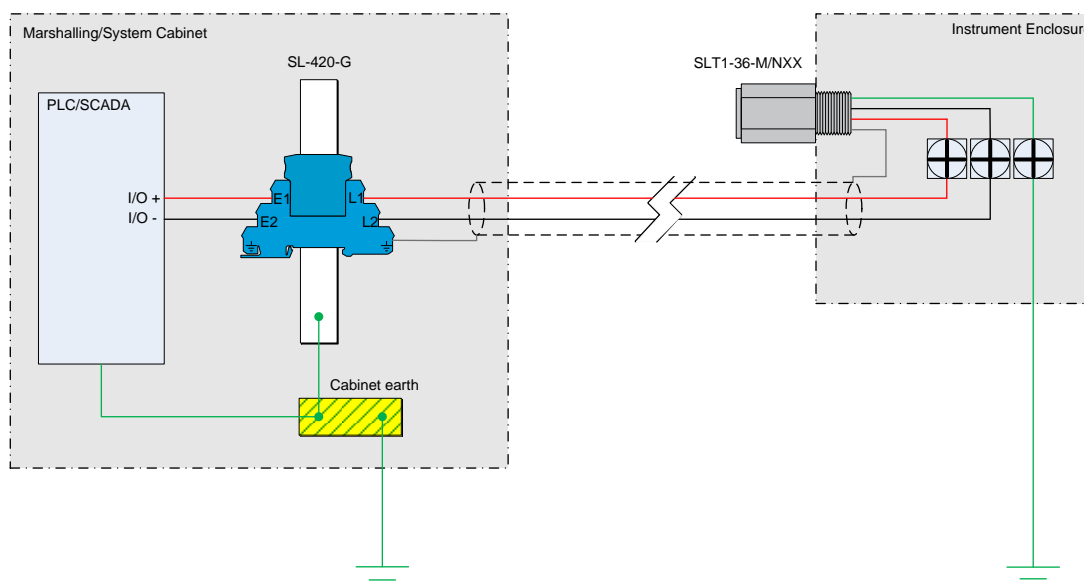 Marshalling/System Cabinet
Instrument Enclosur
SL-420-G
SLT1-36-M/NXX
PLC/SCADA
I/O +
I/O -
E1
L1
E2
L2
Cabinet earth